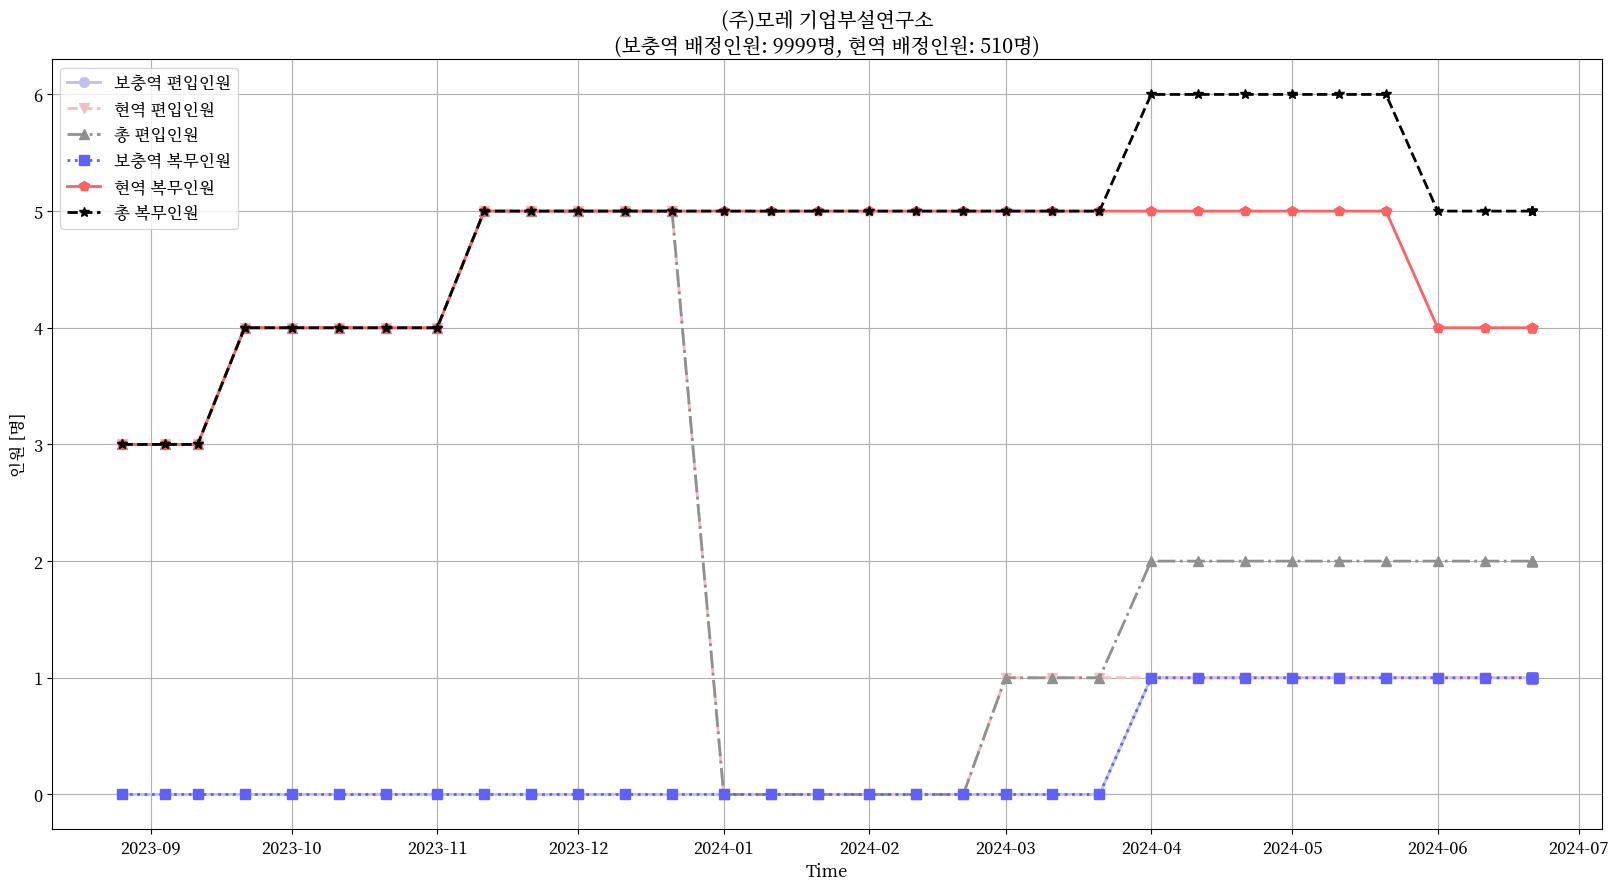 (주)모레 기업부설연구소
(보충역 배정인원: 9999명, 현역 배정인원: 510명)
보충역 편입인원
현역 편입인원
총 편입인원
보충역 복무인원
현역 복무인원
총 복무인원
인원 [명]
6
5
4
3
2
1
0
2023-09 2023-10 2023-11 2023-12 2024-01 2024-02 2024-03 2024-04 2024-05 2024-06 2024-07
Time